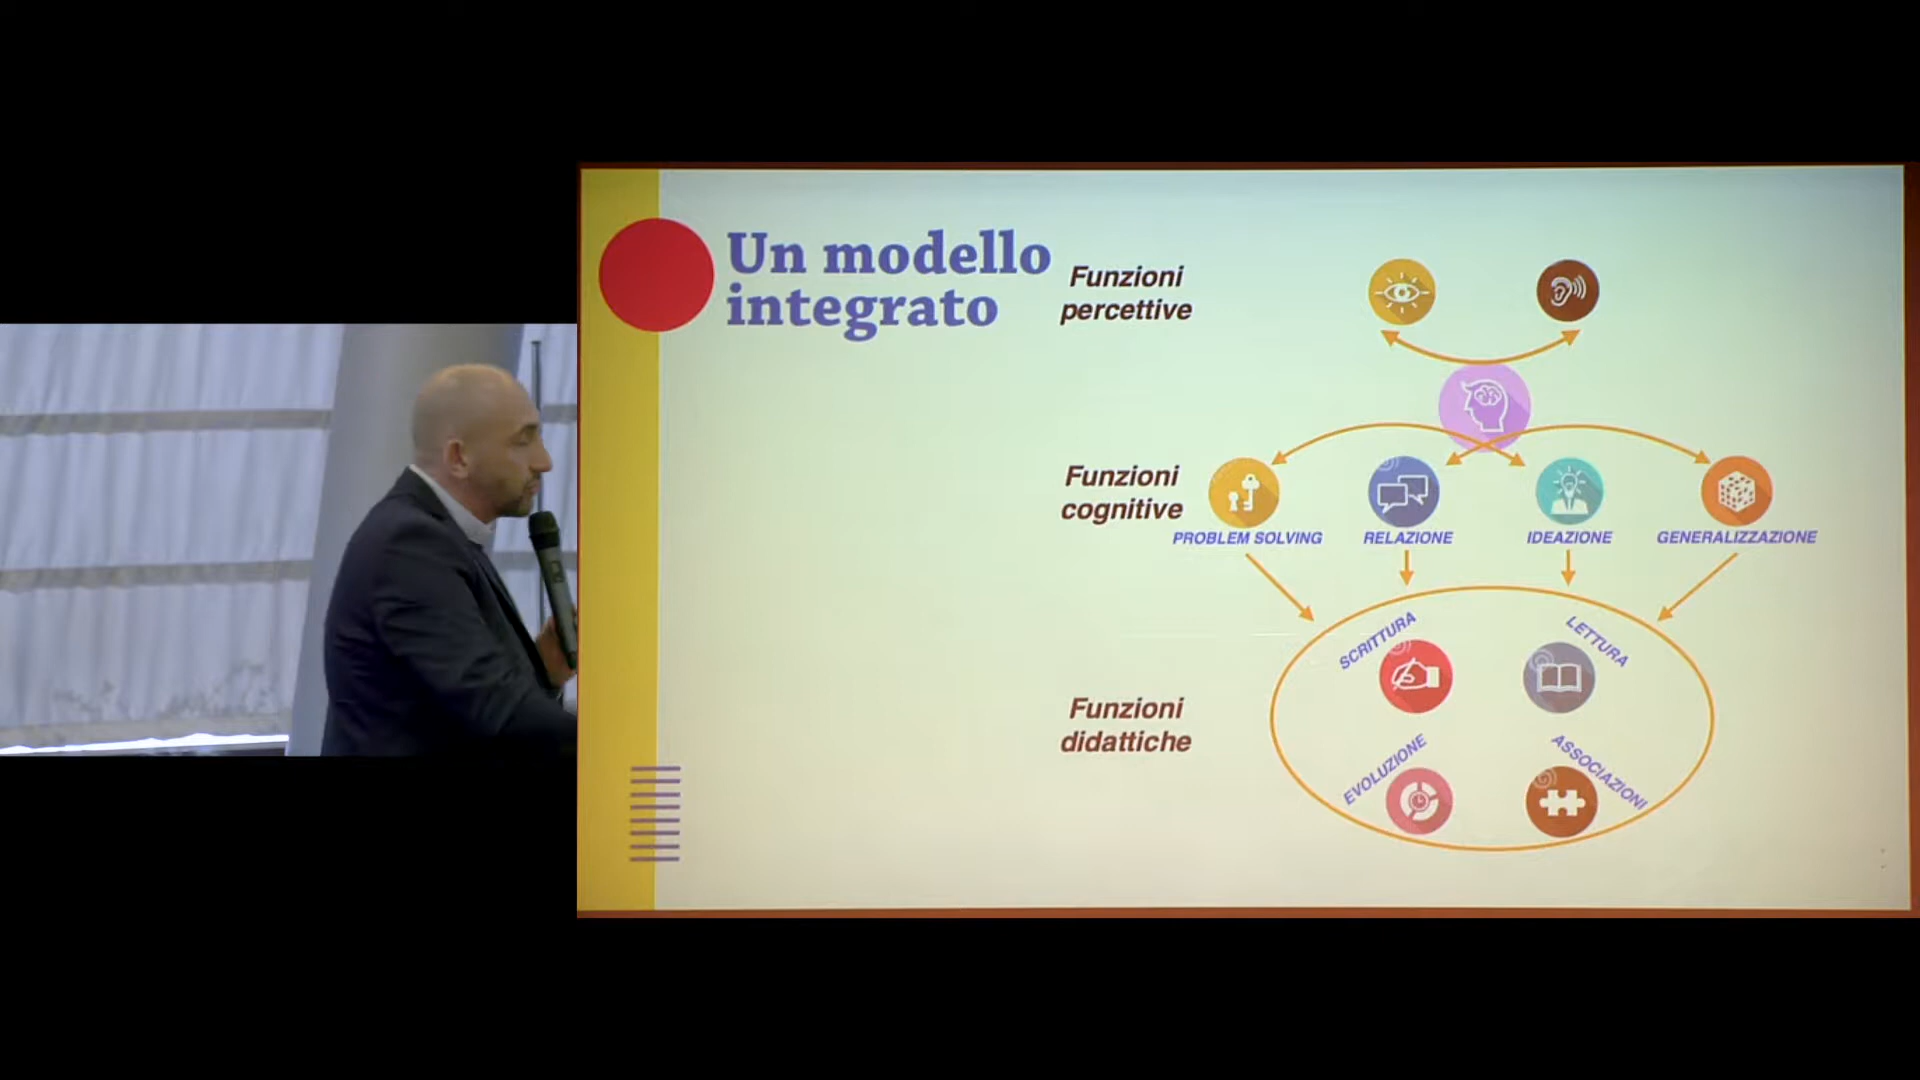 Un modello
integrato
Funzioni
percettive
Funzioni
cognitive
PROBLEM SOLVING
RELAZIONE
IDEAZIONE
GENERALIZZAZIONE
Funzioni
didattiche
SCRITTURA
LETTURA
EVOLUZIONE
ASSOCIAZIONI